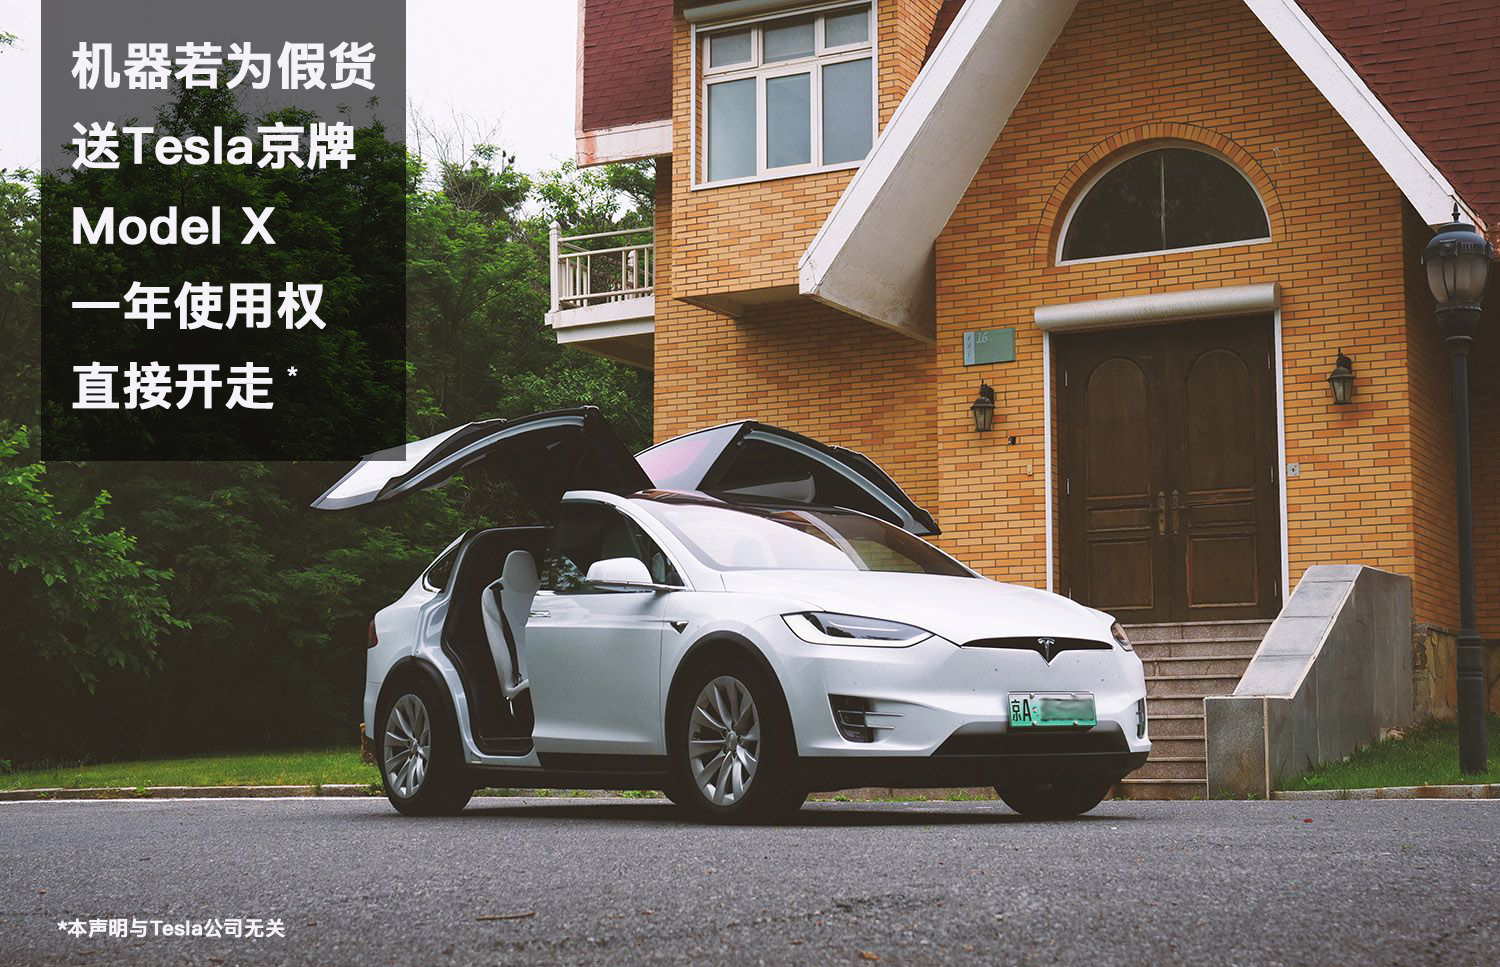 机器若为假货
送Tesla京牌
Model X
一年使用权
直接开走*
16
京A
*本声明与Tesla公司无关